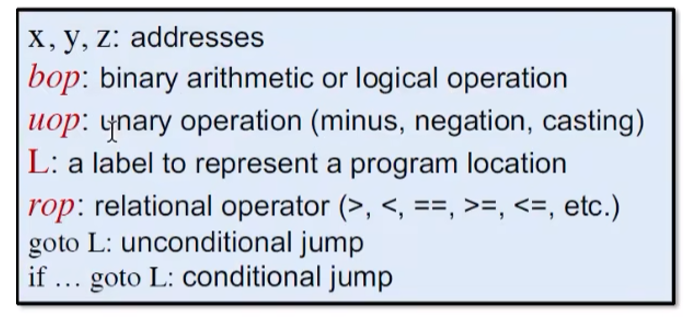 x, y, z: addresses
bop: binary arithmetic or logical operation
uop: unary operation (minus, negation, casting)
L: a label to represent a program location
rop: relational operator (>, <, ==, >=, <=, etc.)
goto L: unconditional jump
if ... goto L: conditional jump